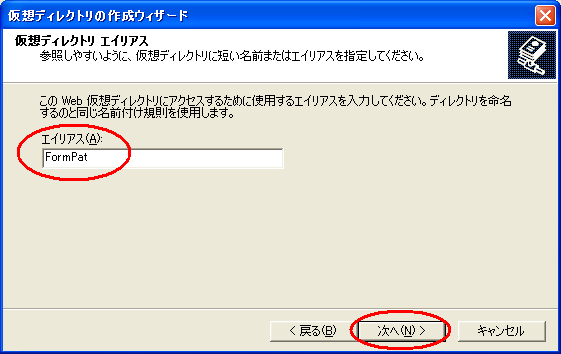 仮想ディレクトリの作成ウィザード
仮想ディレクトリ エイリアス
参照しやすいように、仮想ディレクトリに短い名前またはエイリアスを指定してください。
この Web 仮想ディレクトリにアクセスするために使用するエイリアスを入力してください。ディレクトリを命名
するのと同じ名前付け規則を使用します。
エイリアス(A):
FormPat
< 戻る(B)
次へ(N) >
キャンセル